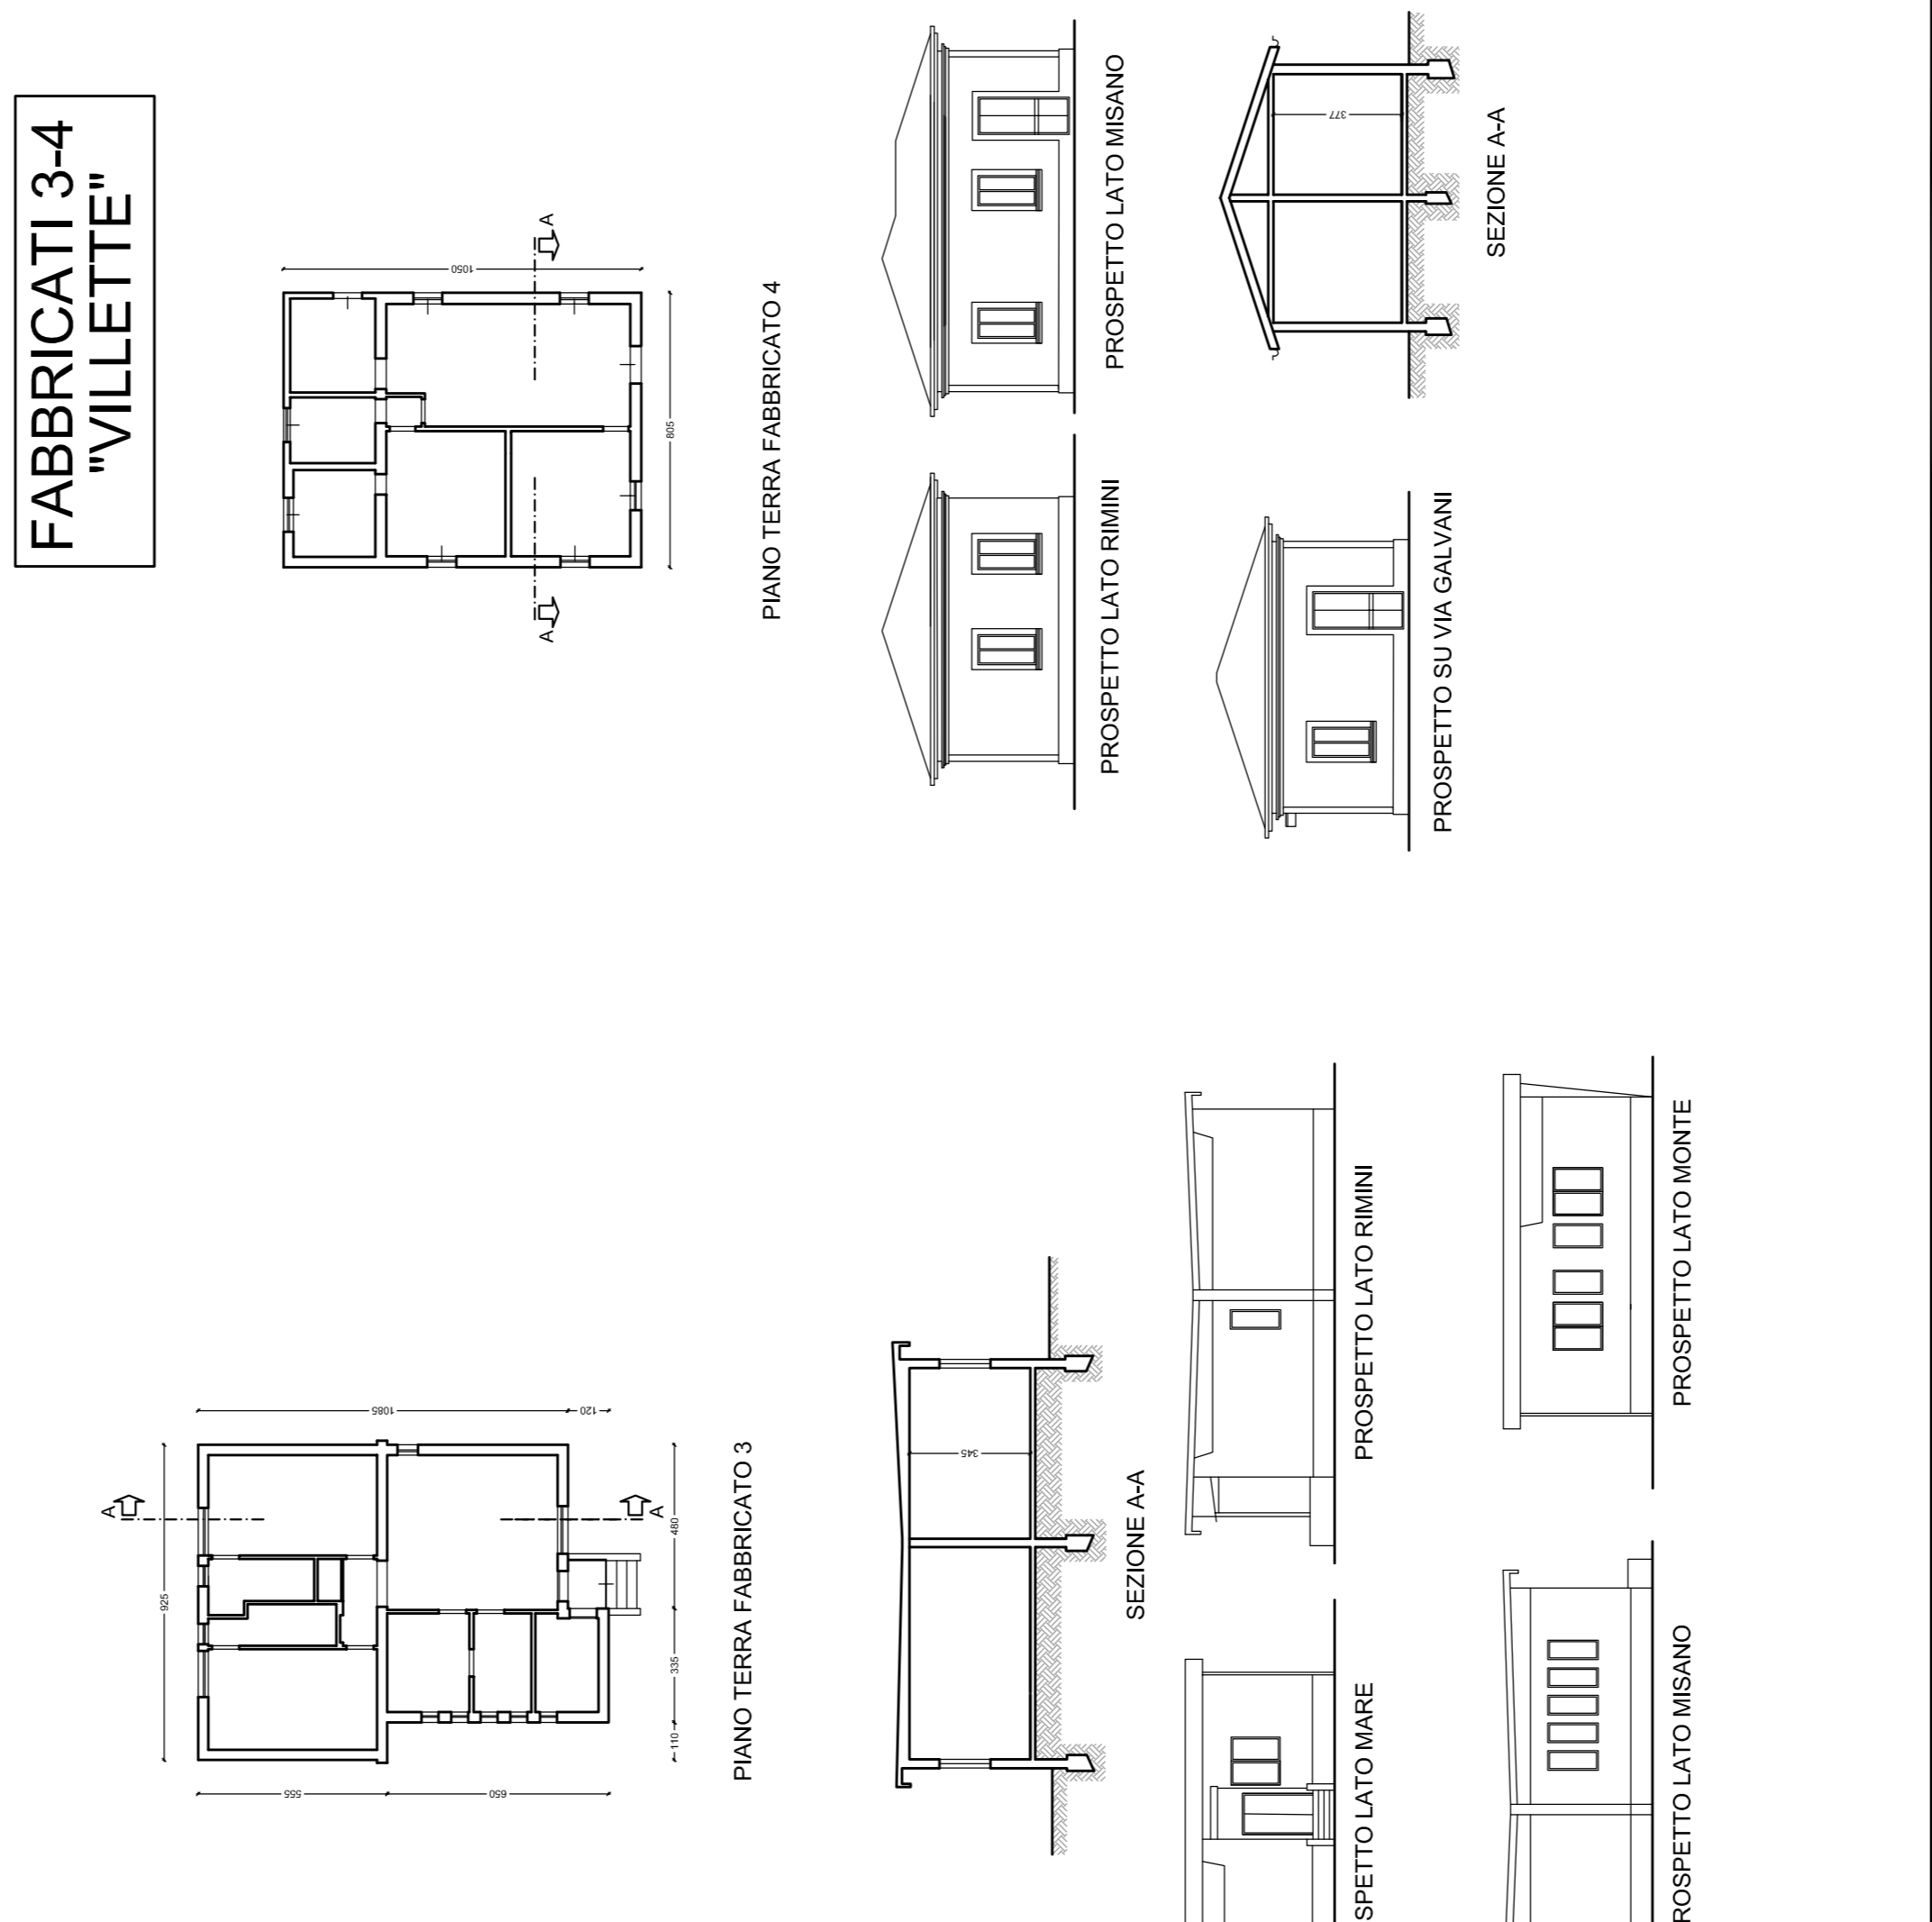 FABBRICATI 3-4
"VILLETTE"
1085
120
925
A
A
480
335
110
555
650
PIANO TERRA FABBRICATO 3
345
SEZIONE A-A
PROSPETTO LATO RIMINI
SPETTO LATO MARE
PROSPETTO LATO MONTE
ROSPETTO LATO MISANO
1050
805
A
A
PIANO TERRA FABBRICATO 4
PROSPETTO LATO RIMINI
PROSPETTO LATO MISANO
PROSPETTO SU VIA GALVANI
377
SEZIONE A-A